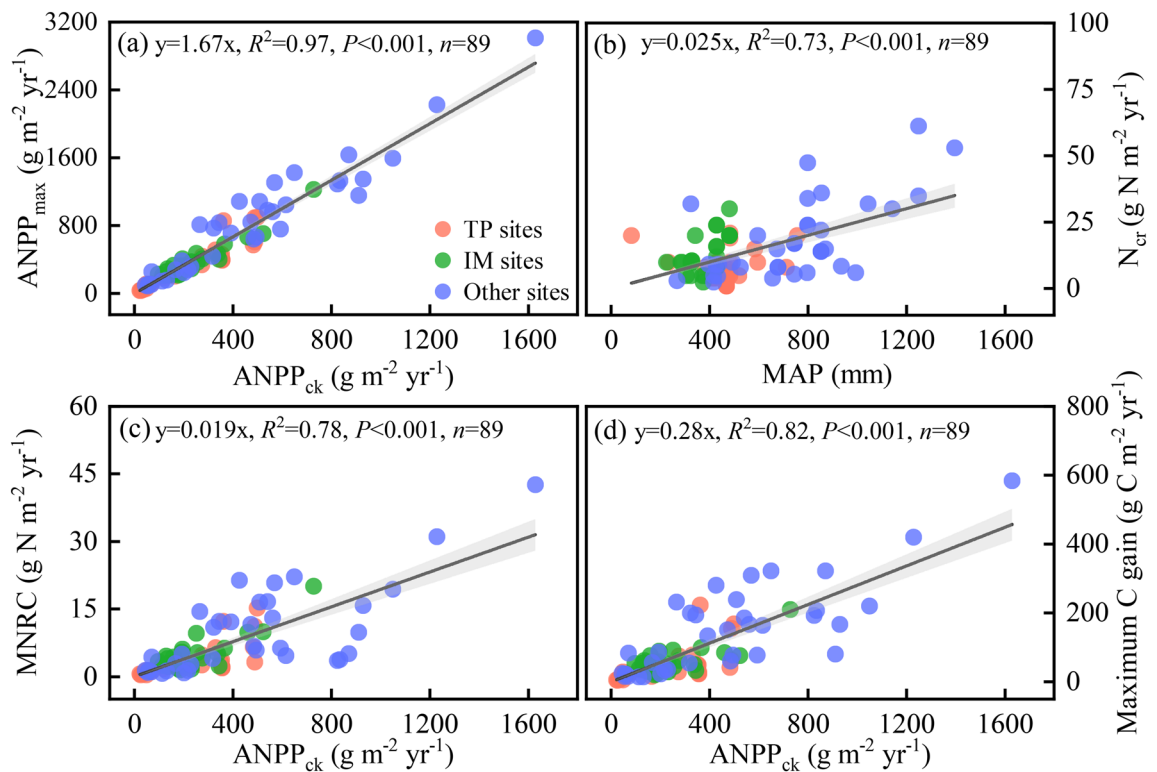 (a) y=1.67x, R²=0.97, P<0.001, n=89
3200
2400
1600
800
0
ANPPmax (g m-2 yr-1)
TP sites
IM sites
Other sites
0 400 800 1200 1600
ANPPck (g m-2 yr-1)
(b) y=0.025x, R²=0.73, P<0.001, n=89
100
75
50
25
0
Ncr (g N m-2 yr-1)
0 400 800 1200 1600
MAP (mm)
(c) y=0.019x, R²=0.78, P<0.001, n=89
60
45
30
15
0
MNRC (g N m-2 yr-1)
0 400 800 1200 1600
ANPPck (g m-2 yr-1)
(d) y=0.28x, R²=0.82, P<0.001, n=89
800
600
400
200
0
Maximum C gain (g C m-2 yr-1)
0 400 800 1200 1600
ANPPck (g m-2 yr-1)